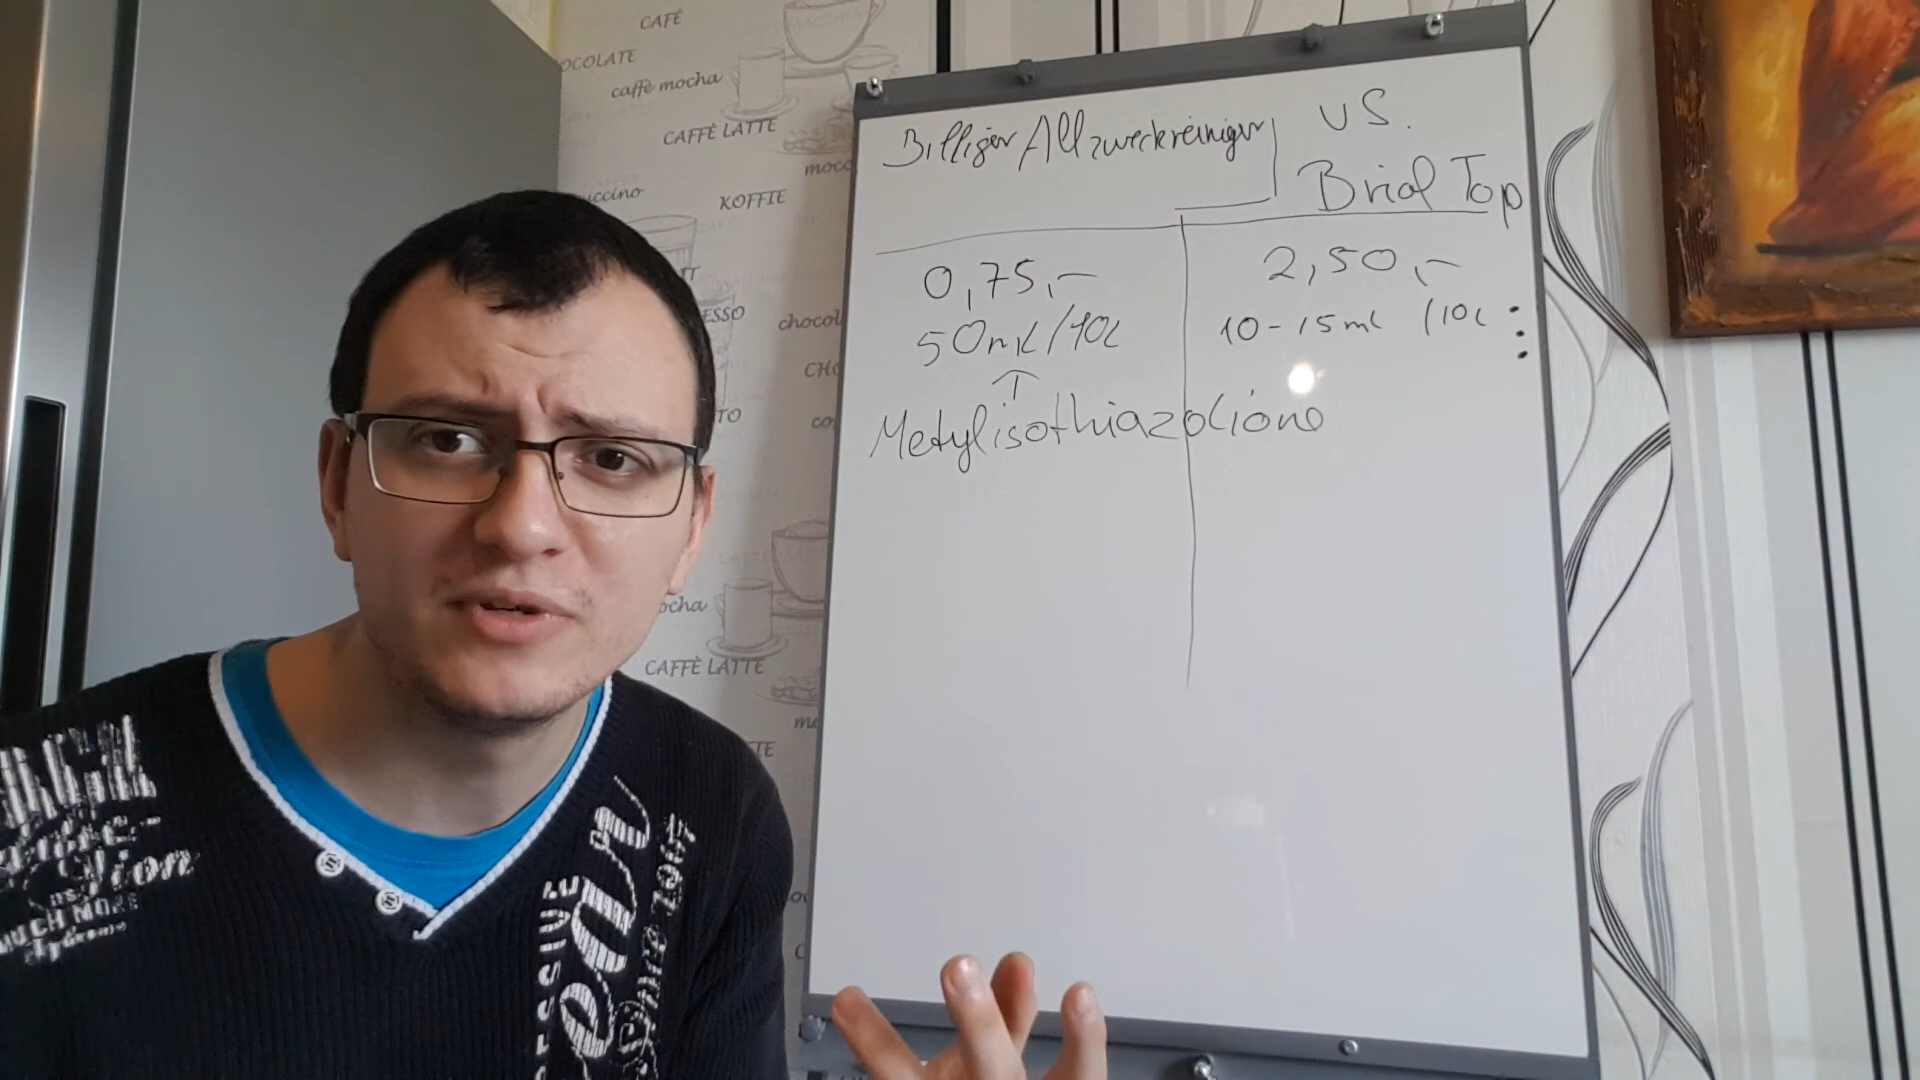 Billiger Allzweckreiniger
vs.
Brial Top
0,75,-
50ml/10l
2,50,-
10-15ml /10l
Metylisothiazolione
CAFÉ
caffè mocha
CAFFÈ LATTE
KOFFIE
CAFFÈ LATTE